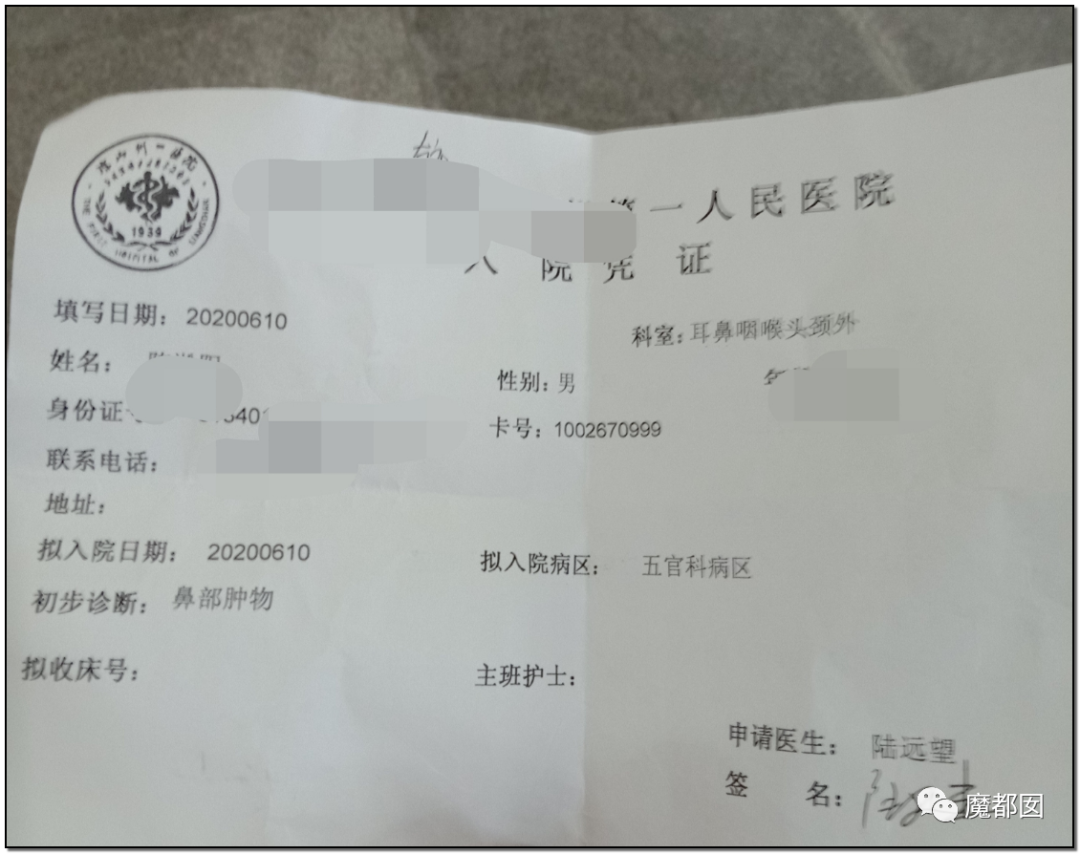 1939
一人民医院
入院凭证
填写日期: 20200610
科室: 耳鼻咽喉头颈外
姓名:
性别: 男
身份证
卡号: 1002670999
联系电话:
地址:
拟入院日期: 20200610
拟入院病区: 五官科病区
初步诊断: 鼻部肿物
拟收床号:
主班护士:
申请医生: 陆远望
签 名:
魔都囡